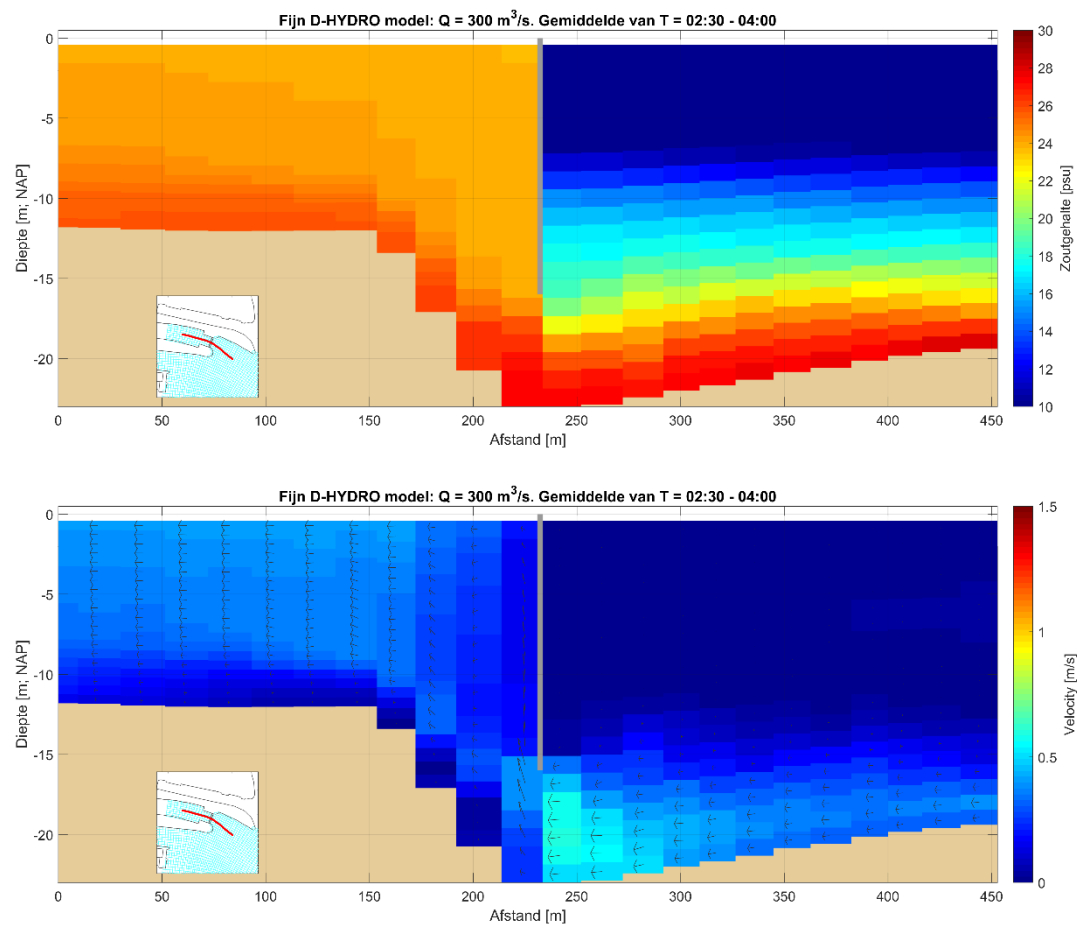 Fijn D-HYDRO model: Q = 300 m³/s. Gemiddelde van T = 02:30 - 04:00
Diepte [m; NAP]
0
-5
-10
-15
-20
0 50 100 150 200 250 300 350 400 450
Afstand [m]
30
28
26
24
22
20
18
16
14
12
10
Zoutgehalte [psu]
Fijn D-HYDRO model: Q = 300 m³/s. Gemiddelde van T = 02:30 - 04:00
Diepte [m; NAP]
0
-5
-10
-15
-20
0 50 100 150 200 250 300 350 400 450
Afstand [m]
1.5
1
0.5
0
Velocity [m/s]